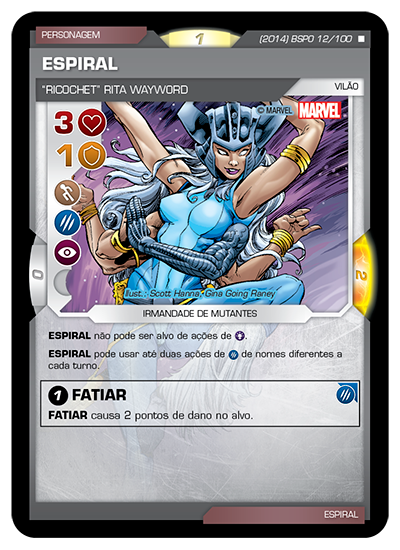 PERSONAGEM
1
(2014) BSPO 12/100
ESPIRAL
"RICOCHET" RITA WAYWORD
VILÃO
© MARVEL MARVEL
3
1
0
2
Ilust.: Scott Hanna, Gina Going Raney
IRMANDADE DE MUTANTES
ESPIRAL não pode ser alvo de ações de .
ESPIRAL pode usar até duas ações de de nomes diferentes a
cada turno.
1 FATIAR
FATIAR causa 2 pontos de dano no alvo.
ESPIRAL